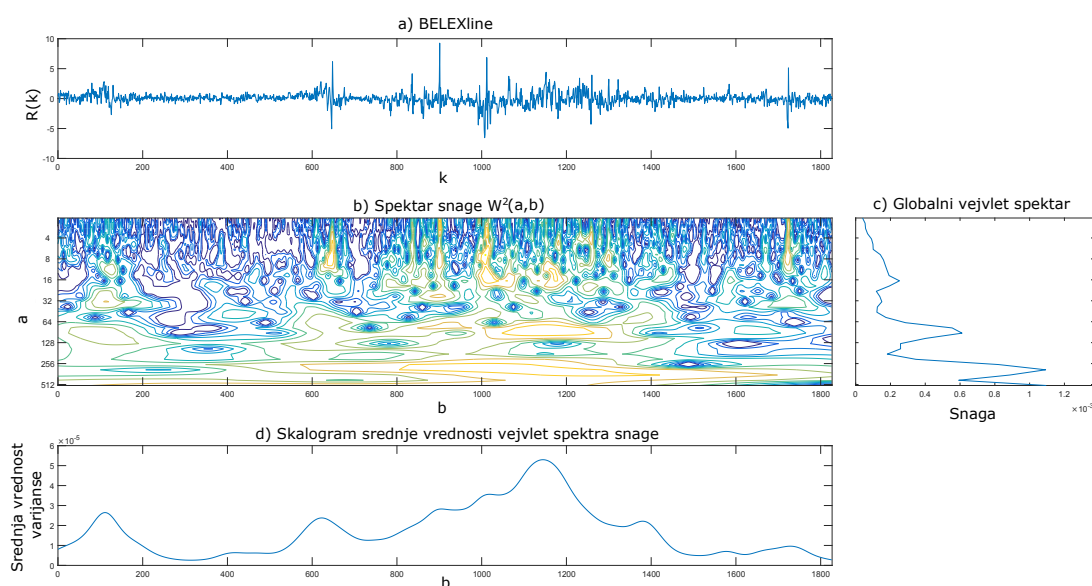 a) BELEXline
10
5
0
-5
-10
R(k)
0 200 400 600 800 1000 1200 1400 1600 1800
k
b) Spektar snage W²(a,b)
4
8
16
32
64
128
256
512
a
0 200 400 600 800 1000 1200 1400 1600 1800
b
c) Globalni vejvlet spektar
0 0.2 0.4 0.6 0.8 1 1.2
Snaga
d) Skalogram srednje vrednosti vejvlet spektra snage
×10⁻⁵
6
5
4
3
2
1
0
Srednja vrednost
varijanse
0 200 400 600 800 1000 1200 1400 1600 1800
b